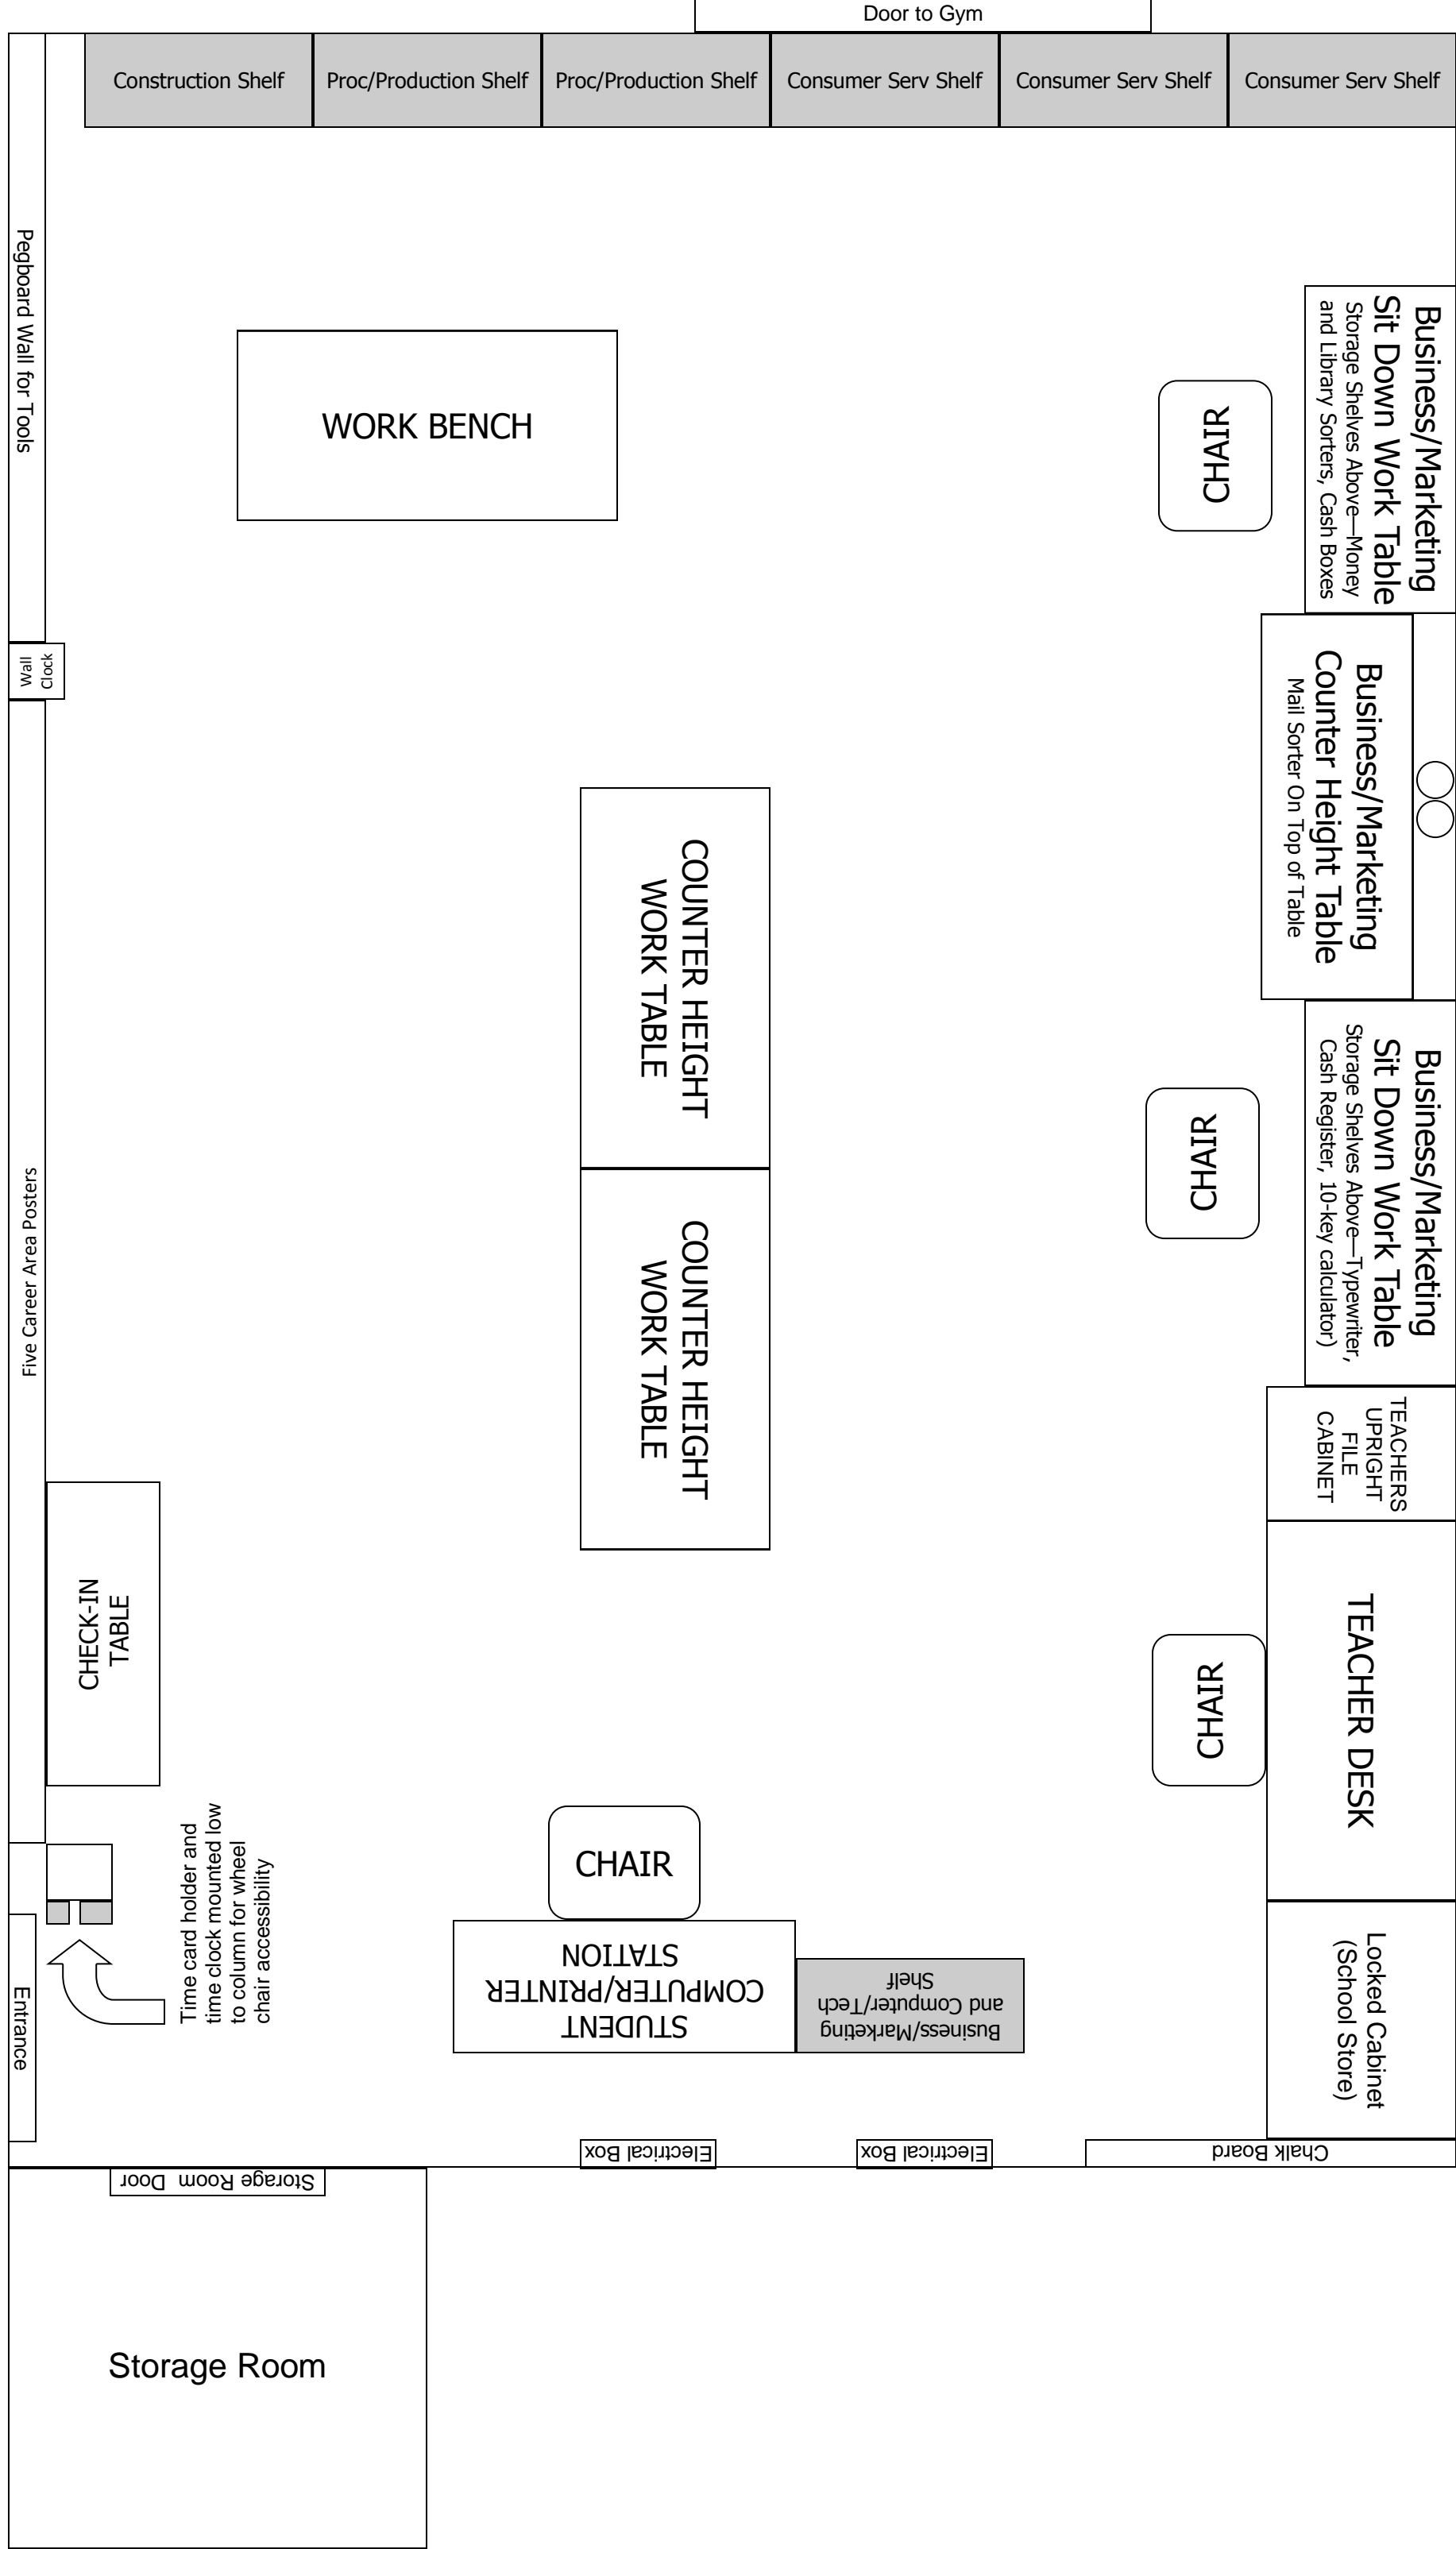 Door to Gym
Construction Shelf
Proc/Production Shelf
Proc/Production Shelf
Consumer Serv Shelf
Consumer Serv Shelf
Consumer Serv Shelf
Pegboard Wall for Tools
WORK BENCH
CHAIR
Business/Marketing
Sit Down Work Table
Storage Shelves Above—Money
and Library Sorters, Cash Boxes
Wall
Clock
Business/Marketing
Counter Height Table
Mail Sorter On Top of Table
COUNTER HEIGHT
WORK TABLE
CHAIR
Business/Marketing
Sit Down Work Table
Storage Shelves Above—Typewriter,
Cash Register, 10-key calculator)
Five Career Area Posters
COUNTER HEIGHT
WORK TABLE
TEACHERS
UPRIGHT
FILE
CABINET
CHECK-IN
TABLE
CHAIR
TEACHER DESK
Time card holder and
time clock mounted low
to column for wheel
chair accessibility
CHAIR
STUDENT
COMPUTER/PRINTER
STATION
Business/Marketing
and Computer/Tech
Shelf
Locked Cabinet
(School Store)
Entrance
Electrical Box
Electrical Box
Chalk Board
Storage Room Door
Storage Room